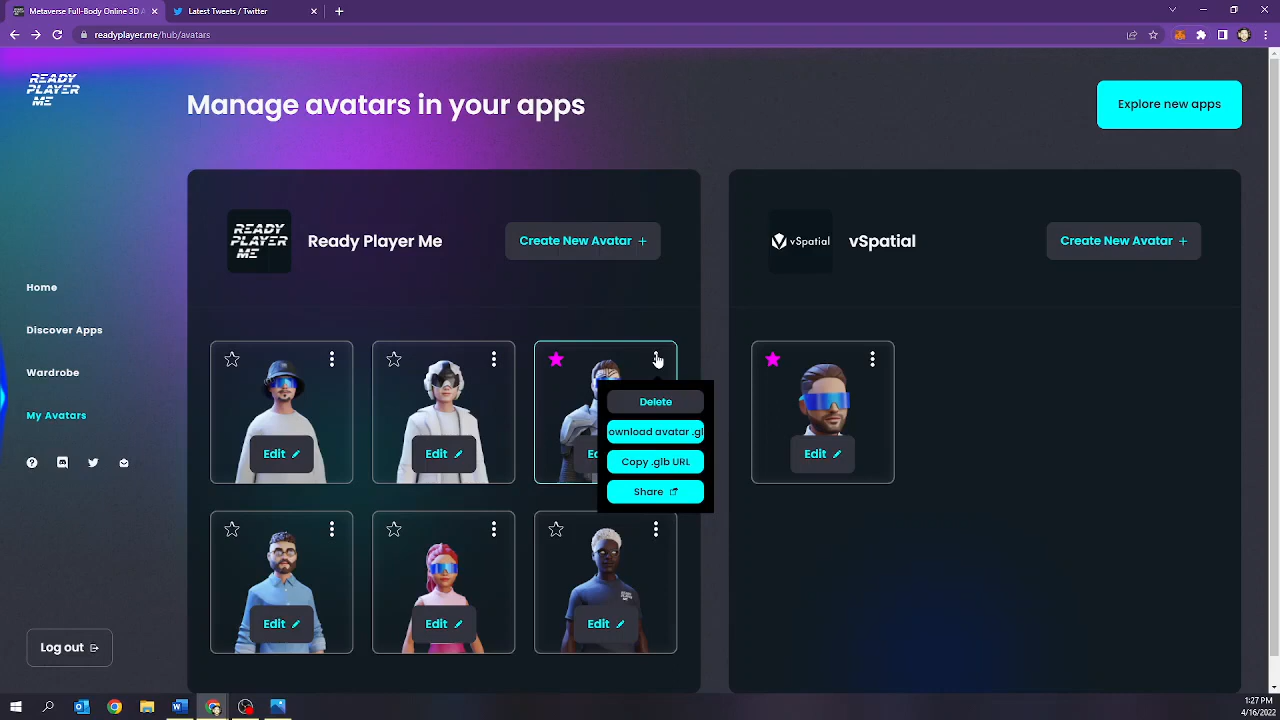 Metaverse Full-Body Online 3D A
Latest Tweets / Twitter
readyplayer.me/hub/avatars
READY
PLAYER
ME
Manage avatars in your apps
Explore new apps
READY
PLAYER
ME
Ready Player Me
Create New Avatar +
vSpatial
vSpatial
Create New Avatar +
Home
Discover Apps
Wardrobe
My Avatars
Log out
Edit
Edit
Ed
Delete
ownload avatar .gl
Copy .glb URL
Share
Edit
Edit
Edit
Edit
1:27 PM
4/16/2022